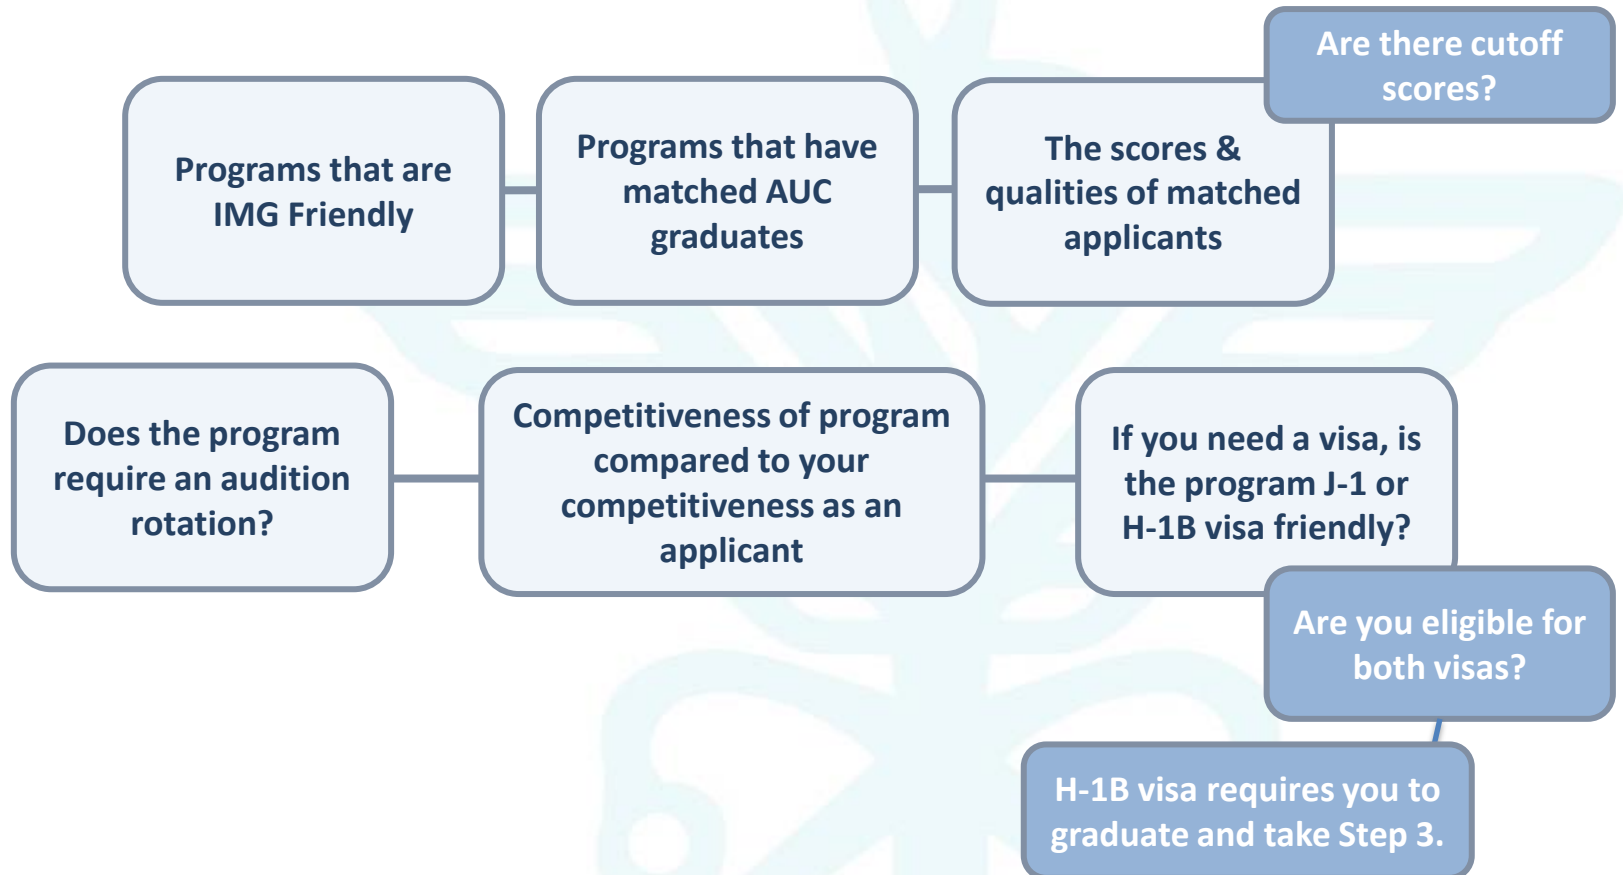 Are there cutoff
scores?
Programs that are
IMG Friendly
Programs that have
matched AUC
graduates
The scores &
qualities of matched
applicants
Does the program
require an audition
rotation?
Competitiveness of program
compared to your
competitiveness as an
applicant
If you need a visa, is
the program J-1 or
H-1B visa friendly?
Are you eligible for
both visas?
H-1B visa requires you to
graduate and take Step 3.